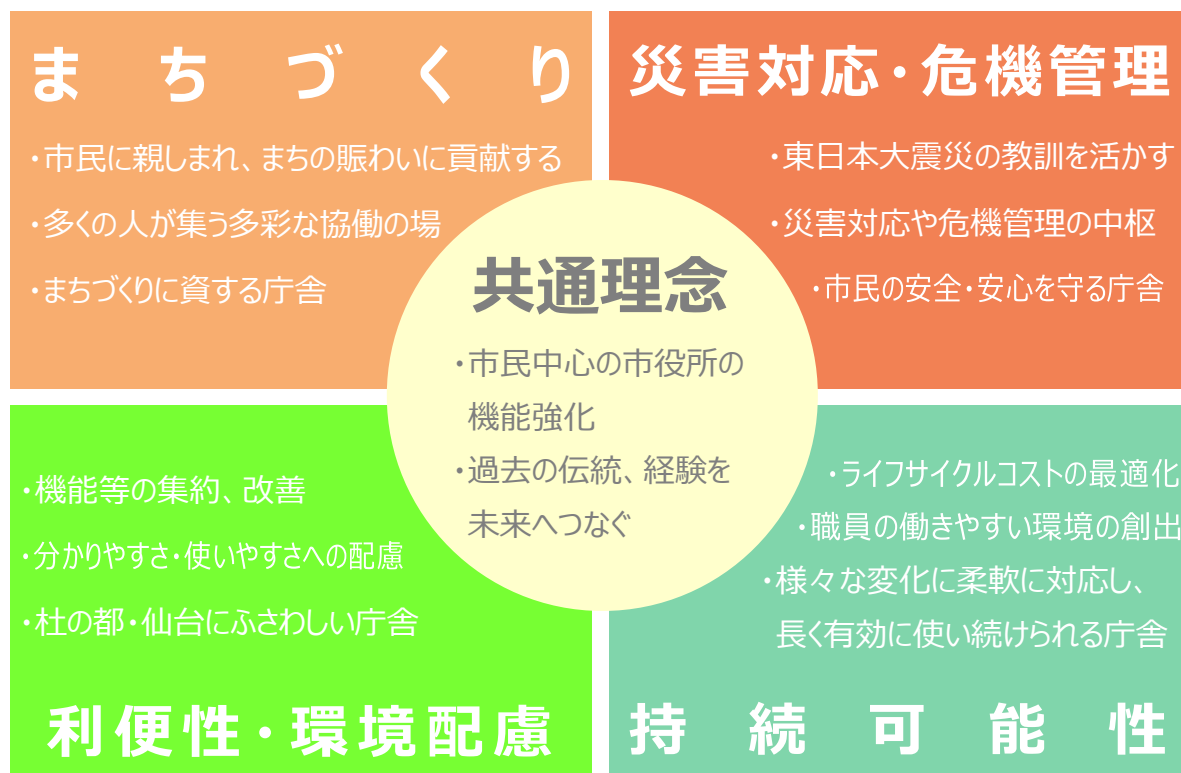 まちづくり
・市民に親しまれ、まちの賑わいに貢献する
・多くの人が集う多彩な協働の場
・まちづくりに資する庁舎
災害対応・危機管理
・東日本大震災の教訓を活かす
・災害対応や危機管理の中枢
・市民の安全・安心を守る庁舎
共通理念
・市民中心の市役所の
機能強化
・過去の伝統、経験を
未来へつなぐ
・機能等の集約、改善
・分かりやすさ・使いやすさへの配慮
・杜の都・仙台にふさわしい庁舎
利便性・環境配慮
・ライフサイクルコストの最適化
・職員の働きやすい環境の創出
・様々な変化に柔軟に対応し、
長く有効に使い続けられる庁舎
持続可能性